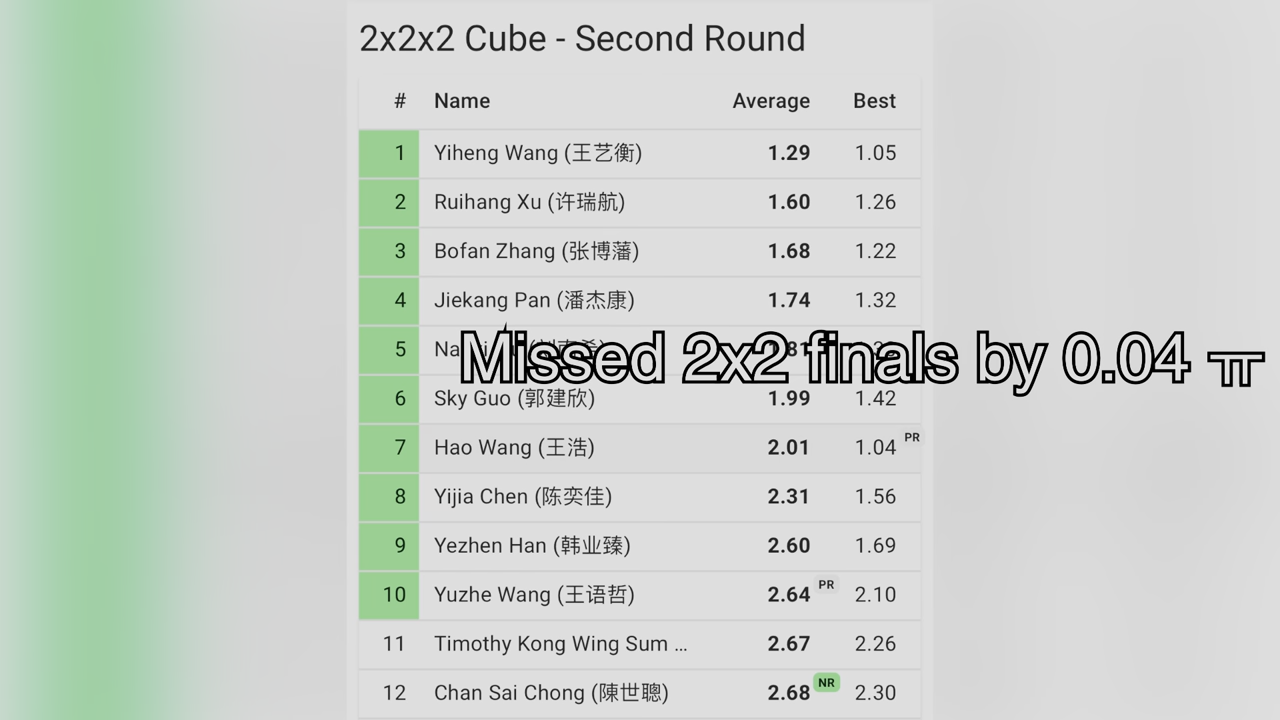 2x2x2 Cube - Second Round
# Name Average Best
1 Yiheng Wang (王艺衡) 1.29 1.05
2 Ruihang Xu (许瑞航) 1.60 1.26
3 Bofan Zhang (张博藩) 1.68 1.22
4 Jiekang Pan (潘杰康) 1.74 1.32
5
Missed 2x2 finals by 0.04 ㅠ
6 Sky Guo (郭建欣) 1.99 1.42
7 Hao Wang (王浩) 2.01 1.04 PR
8 Yijia Chen (陈奕佳) 2.31 1.56
9 Yezhen Han (韩业臻) 2.60 1.69
10 Yuzhe Wang (王语哲) 2.64 PR 2.10
11 Timothy Kong Wing Sum ... 2.67 2.26
12 Chan Sai Chong (陳世聰) 2.68 NR 2.30